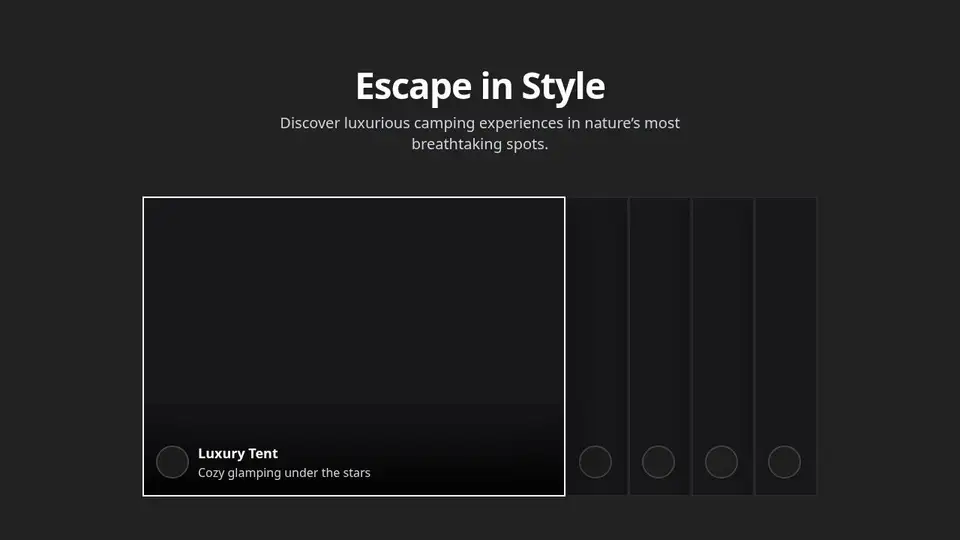 Escape in Style
Discover luxurious camping experiences in nature’s most
breathtaking spots.
Luxury Tent
Cozy glamping under the stars